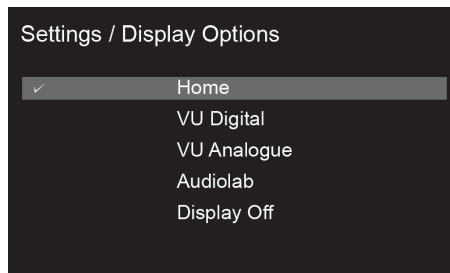 Settings / Display Options
✓ Home
VU Digital
VU Analogue
Audiolab
Display Off